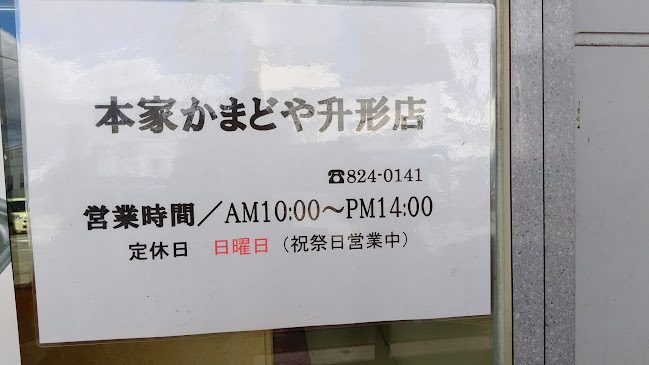 本家かまどや升形店
☎824-0141
営業時間／AM10:00～PM14:00
定休日　日曜日（祝祭日営業中）